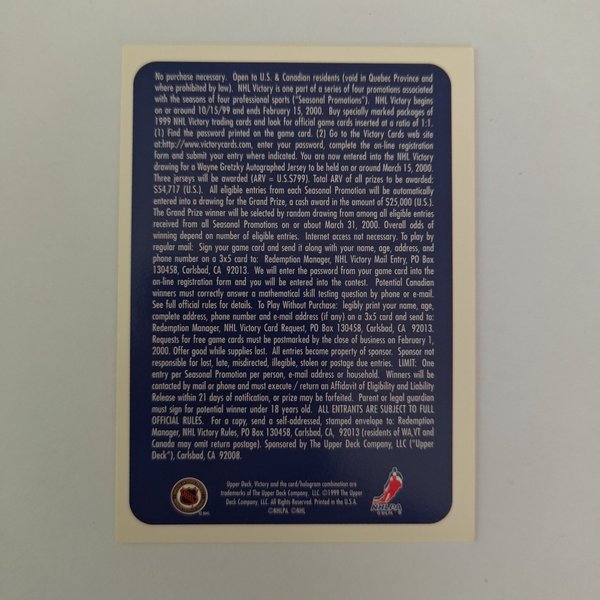 No purchase necessary. Open to U.S. & Canadian residents (void in Quebec Province and
where prohibited by law). NHL Victory is one part of a series of four promotions associated
with the seasons of four professional sports ("Seasonal Promotions"). NHL Victory begins
on or around 10/15/99 and ends February 15, 2000. Buy specially marked packages of
1999 NHL Victory trading cards and look for official game cards inserted at a ratio of 1:1.
(1) Find the password printed on the game card. (2) Go to the Victory Cards web site
at:http://www.victorycards.com, enter your password, complete the on-line registration
form and submit your entry where indicated. You are now entered into the NHL Victory
drawing for a Wayne Gretzky Autographed Jersey to be held on or around March 15, 2000.
Three jerseys will be awarded (ARV = U.S.$799). Total ARV of all prizes to be awarded:
$54,717 (U.S.). All eligible entries from each Seasonal Promotion will be automatically
entered into a drawing for the Grand Prize, a cash award in the amount of $25,000 (U.S.).
The Grand Prize winner will be selected by random drawing from among all eligible entries
received from all Seasonal Promotions on or about March 31, 2000. Overall odds of
winning depend on number of eligible entries. Internet access not necessary. To play by
regular mail: Sign your game card and send it along with your name, age, address, and
phone number on a 3x5 card to: Redemption Manager, NHL Victory Mail Entry, PO Box
130458, Carlsbad, CA 92013. We will enter the password from your game card into the
on-line registration form and you will be entered into the contest. Potential Canadian
winners must correctly answer a mathematical skill testing question by phone or e-mail.
See full official rules for details. To Play Without Purchase: legibly print your name, age,
complete address, phone number and e-mail address (if any) on a 3x5 card and send to:
Redemption Manager, NHL Victory Card Request, PO Box 130458, Carlsbad, CA 92013.
Requests for free game cards must be postmarked by the close of business on February 1,
2000. Offer good while supplies last. All entries become property of sponsor. Sponsor not
responsible for lost, late, misdirected, illegible, stolen or postage due entries. LIMIT: One
entry per Seasonal Promotion per person, e-mail address or household. Winners will be
contacted by mail or phone and must execute / return an Affidavit of Eligibility and Liability
Release within 21 days of notification, or prize may be forfeited. Parent or legal guardian
must sign for potential winner under 18 years old. ALL ENTRANTS ARE SUBJECT TO FULL
OFFICIAL RULES. For a copy, send a self-addressed, stamped envelope to: Redemption
Manager, NHL Victory Rules, PO Box 130458, Carlsbad, CA, 92013 (residents of WA,VT and
Canada may omit return postage). Sponsored by The Upper Deck Company, LLC ("Upper
Deck"), Carlsbad, CA 92008.
Upper Deck, Victory and the card/hologram combination are
trademarks of The Upper Deck Company, LLC. ©1999 The Upper
Deck Company, LLC. All Rights Reserved. Printed in the U.S.A.
©NHLPA ©NHL
NHLPA